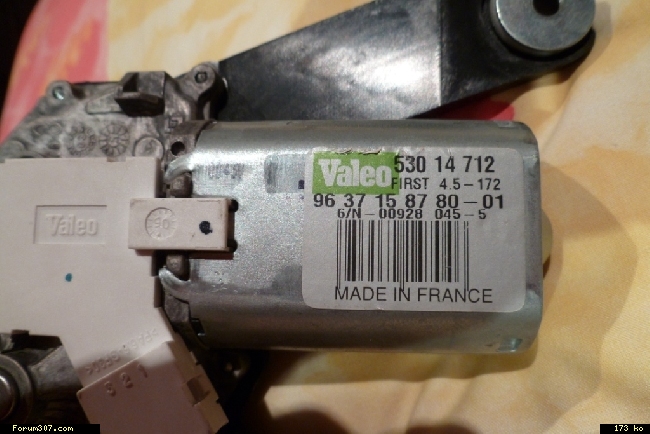 Valeo
530 14 712
FIRST 4.5-172
96 37 15 87 80-01
6/N-00928 045-5
MADE IN FRANCE
Valeo
Forum307.com
173 ko